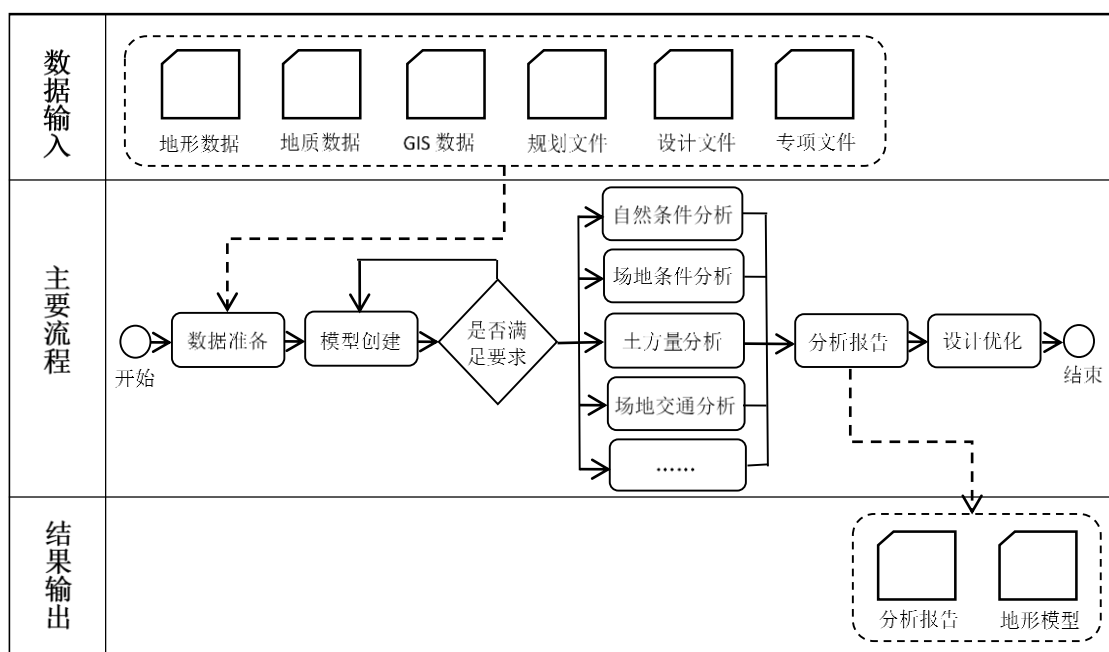 数据输入
地形数据
地质数据
GIS 数据
规划文件
设计文件
专项文件
主要流程
开始
数据准备
模型创建
是否满
足要求
自然条件分析
场地条件分析
土方量分析
场地交通分析
……
分析报告
设计优化
结束
结果输出
分析报告
地形模型